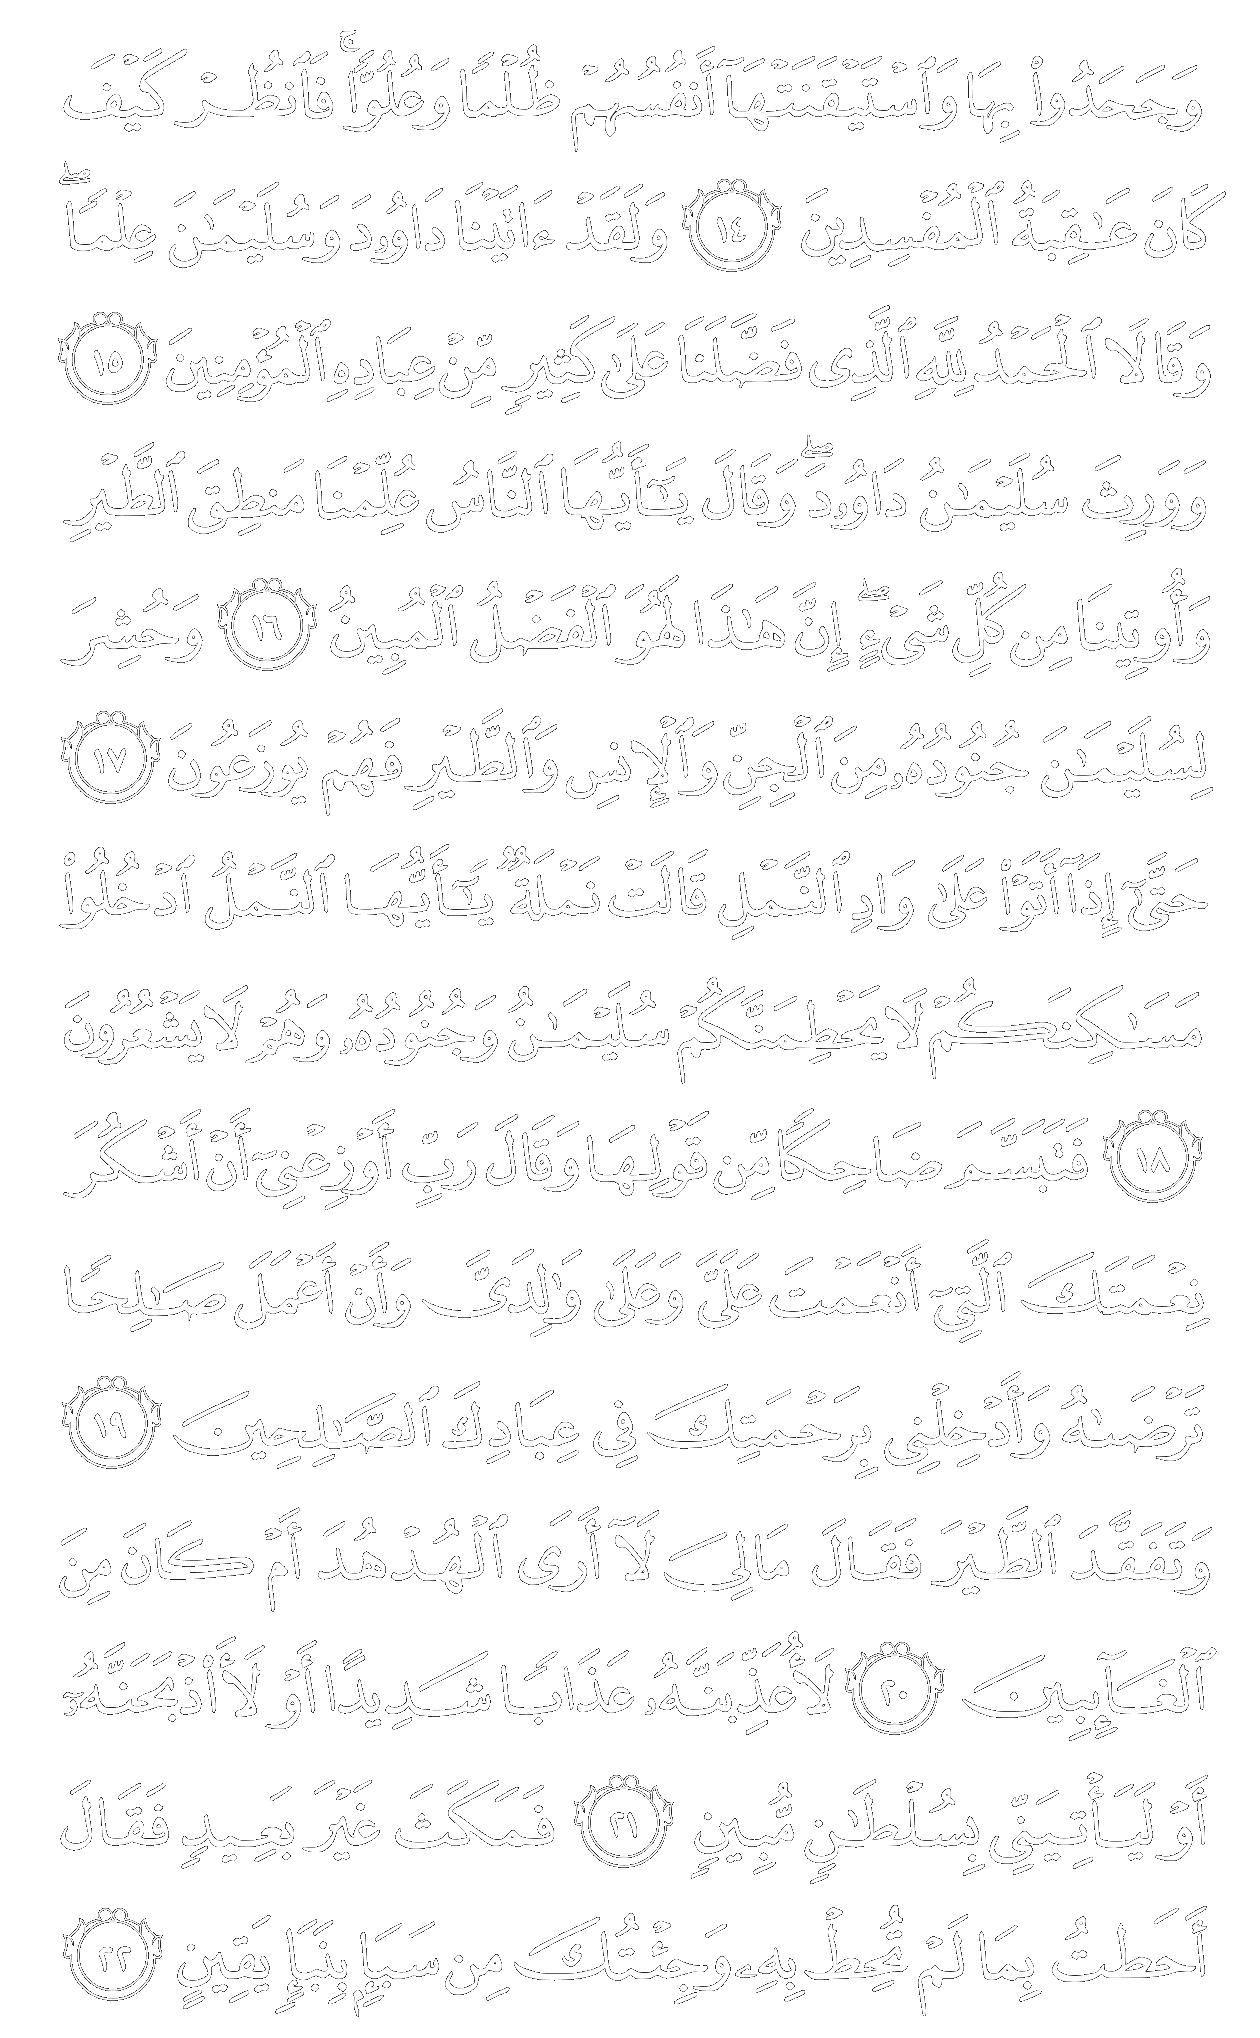 وَجَحَدُوا۟ بِهَا وَٱسْتَيْقَنَتْهَآ أَنفُسُهُمْ ظُلْمًا وَعُلُوًّا ۚ فَٱنظُرْ كَيْفَ
كَانَ عَـٰقِبَةُ ٱلْمُفْسِدِينَ ١٤ وَلَقَدْ ءَاتَيْنَا دَاوُۥدَ وَسُلَيْمَـٰنَ عِلْمًا ۖ
وَقَالَا ٱلْحَمْدُ لِلَّهِ ٱلَّذِى فَضَّلَنَا عَلَىٰ كَثِيرٍ مِّنْ عِبَادِهِ ٱلْمُؤْمِنِينَ ١٥
وَوَرِثَ سُلَيْمَـٰنُ دَاوُۥدَ ۖ وَقَالَ يَـٰٓأَيُّهَا ٱلنَّاسُ عُلِّمْنَا مَنطِقَ ٱلطَّيْرِ
وَأُوتِينَا مِن كُلِّ شَىْءٍ ۖ إِنَّ هَـٰذَا لَهُوَ ٱلْفَضْلُ ٱلْمُبِينُ ١٦ وَحُشِرَ
لِسُلَيْمَـٰنَ جُنُودُهُۥ مِنَ ٱلْجِنِّ وَٱلْإِنسِ وَٱلطَّيْرِ فَهُمْ يُوزَعُونَ ١٧
حَتَّىٰٓ إِذَآ أَتَوْا۟ عَلَىٰ وَادِ ٱلنَّمْلِ قَالَتْ نَمْلَةٌ يَـٰٓأَيُّهَا ٱلنَّمْلُ ٱدْخُلُوا۟
مَسَـٰكِنَكُمْ لَا يَحْطِمَنَّكُمْ سُلَيْمَـٰنُ وَجُنُودُهُۥ وَهُمْ لَا يَشْعُرُونَ
١٨ فَتَبَسَّمَ ضَاحِكًا مِّن قَوْلِهَا وَقَالَ رَبِّ أَوْزِعْنِىٓ أَنْ أَشْكُرَ
نِعْمَتَكَ ٱلَّتِىٓ أَنْعَمْتَ عَلَىَّ وَعَلَىٰ وَٰلِدَىَّ وَأَنْ أَعْمَلَ صَـٰلِحًا
تَرْضَىٰهُ وَأَدْخِلْنِى بِرَحْمَتِكَ فِى عِبَادِكَ ٱلصَّـٰلِحِينَ ١٩
وَتَفَقَّدَ ٱلطَّيْرَ فَقَالَ مَالِىَ لَآ أَرَى ٱلْهُدْهُدَ أَمْ كَانَ مِنَ
ٱلْغَآئِبِينَ ٢٠ لَأُعَذِّبَنَّهُۥ عَذَابًا شَدِيدًا أَوْ لَأَا۟ذْبَحَنَّهُۥٓ
أَوْ لَيَأْتِيَنِّى بِسُلْطَـٰنٍ مُّبِينٍ ٢١ فَمَكَثَ غَيْرَ بَعِيدٍ فَقَالَ
أَحَطتُ بِمَا لَمْ تُحِطْ بِهِۦ وَجِئْتُكَ مِن سَبَإٍۭ بِنَبَإٍ يَقِينٍ ٢٢